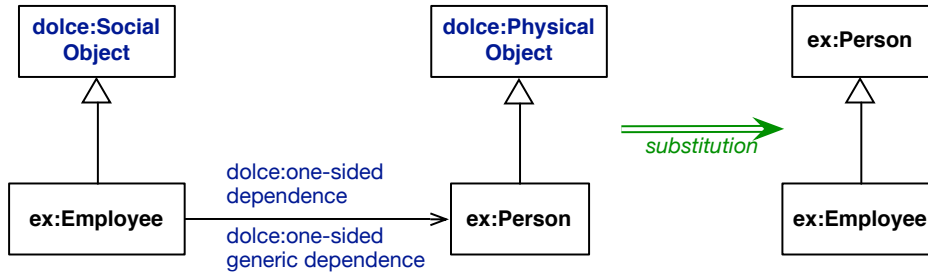 dolce:Social
Object
dolce:Physical
Object
ex:Person
substitution
dolce:one-sided
dependence
ex:Employee
ex:Person
ex:Employee
dolce:one-sided
generic dependence